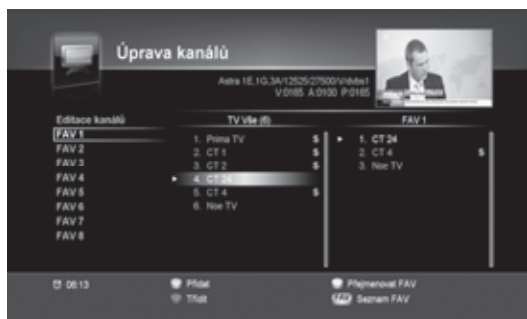 Úprava kanálů
Astra 1E,1G,3A/12525/27500/V/dvbs1
V:0165 A:0100 P:0165
Editace kanálů
TV Vše (6)
FAV 1
FAV 1
FAV 2
FAV 3
FAV 4
FAV 5
FAV 6
FAV 7
FAV 8
1. Prima TV $
2. CT 1 $
3. CT 2 $
4. CT 24
5. CT 4 $
6. Noe TV
1. CT 24
2. CT 4 $
3. Noe TV
06:13
Přidat
Třídit
Přejmenovat FAV
FAV Seznam FAV